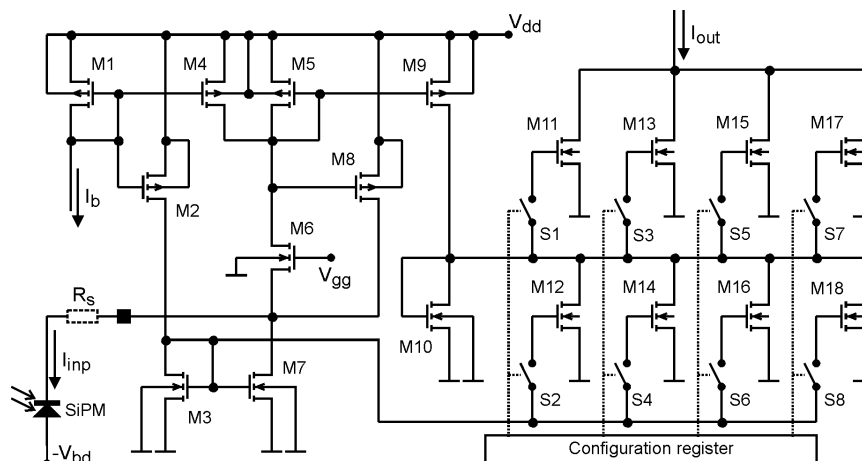 Vdd
Iout
M1
M4
M5
M9
M11
M13
M15
M17
M8
Ib
M2
M6
Vgg
S1
S3
S5
S7
Rs
M12
M14
M16
M18
M10
Iinp
M7
M3
SiPM
S2
S4
S6
S8
-Vbd
Configuration register